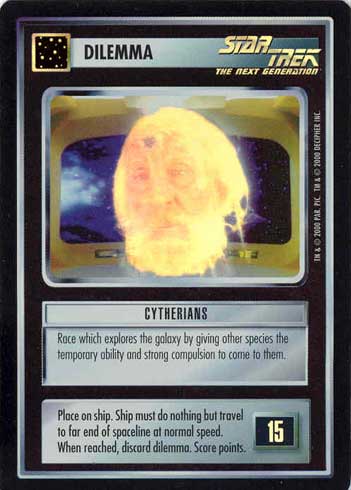 DILEMMA
STAR TREK
THE NEXT GENERATION
TM & © 2000 PAR. PIC. TM & © 2000 DECIPHER INC.
CYTHERIANS
Race which explores the galaxy by giving other species the
temporary ability and strong compulsion to come to them.
Place on ship. Ship must do nothing but travel
to far end of spaceline at normal speed.
When reached, discard dilemma. Score points.
15